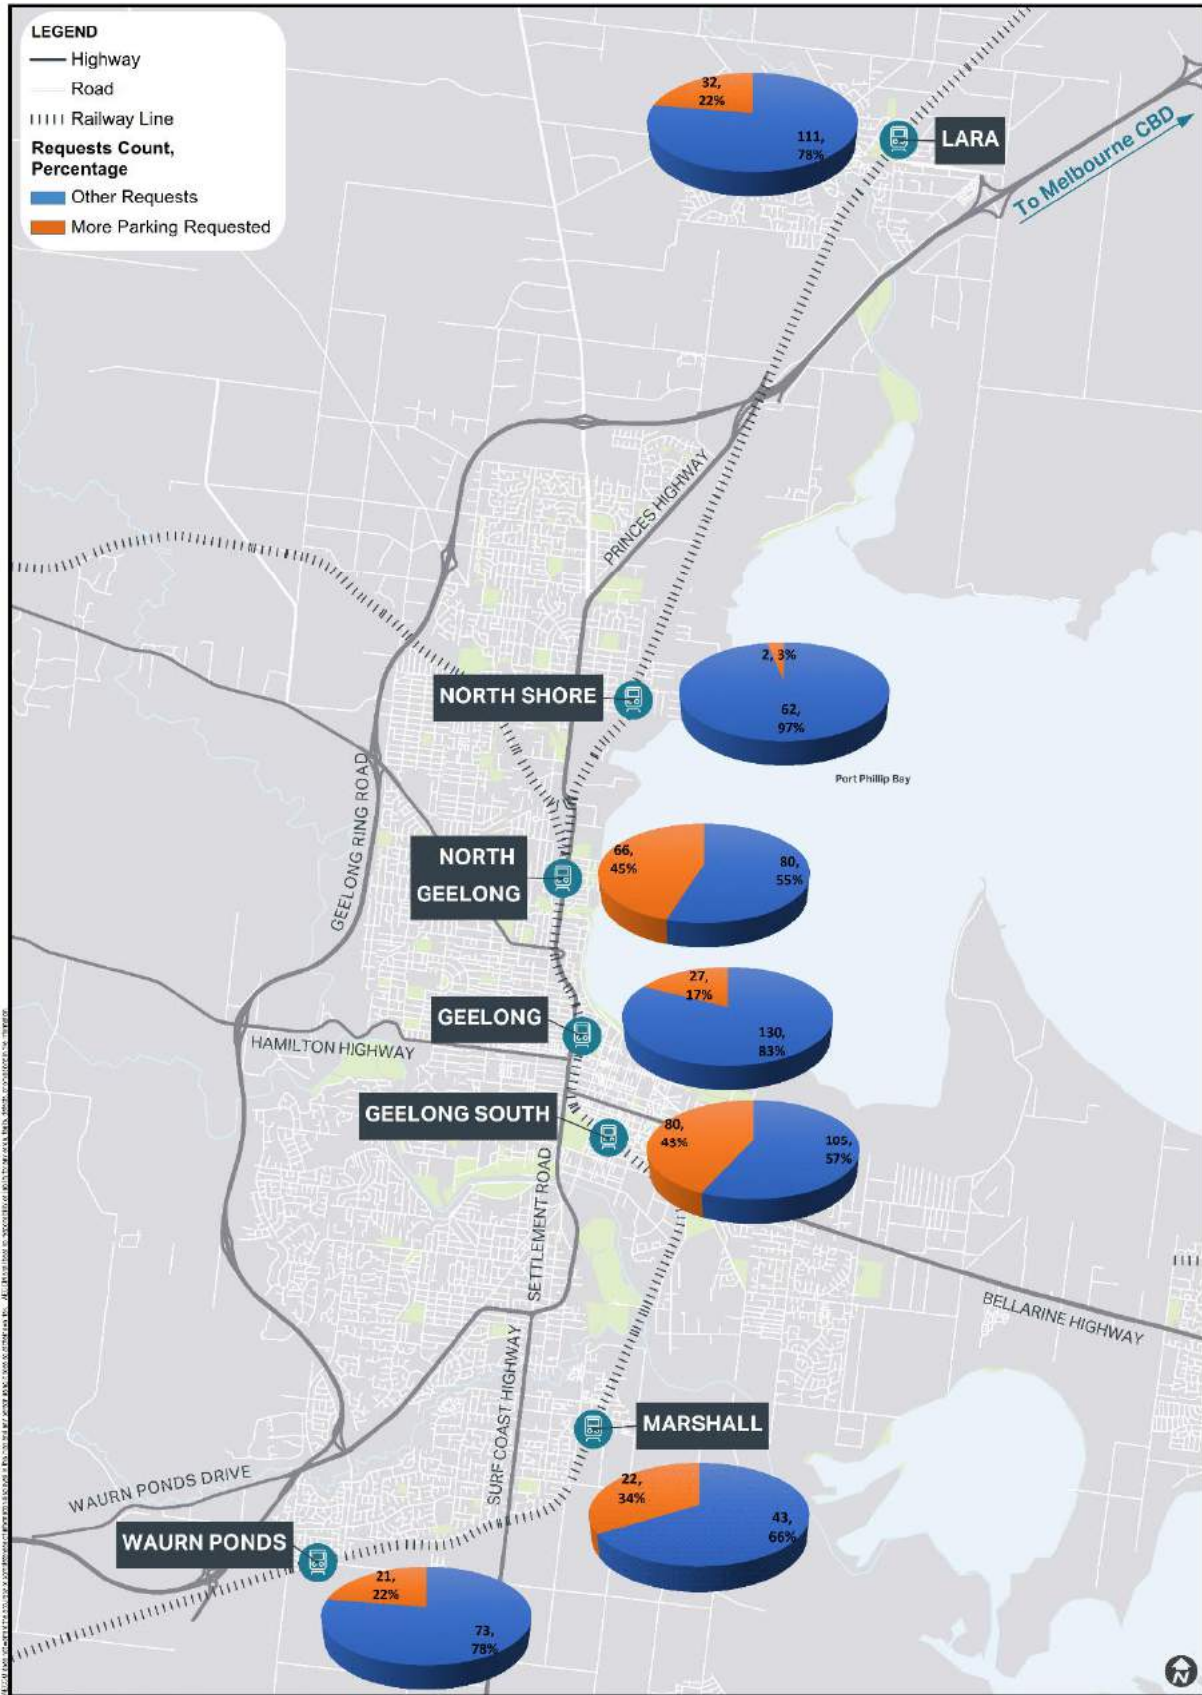 LEGEND
Highway
Road
Railway Line
Requests Count,
Percentage
Other Requests
More Parking Requested
32,
22%
111,
78%
LARA
To Melbourne CBD
PRINCES HIGHWAY
NORTH SHORE
2, 3%
62,
97%
Port Phillip Bay
GEELONG RING ROAD
NORTH
GEELONG
66,
45%
80,
55%
GEELONG
27,
17%
130,
83%
HAMILTON HIGHWAY
GEELONG SOUTH
80,
43%
105,
57%
SETTLEMENT ROAD
BELLARINE HIGHWAY
SURF COAST HIGHWAY
MARSHALL
22,
34%
43,
66%
WAURN PONDS DRIVE
WAURN PONDS
21,
22%
73,
78%
N